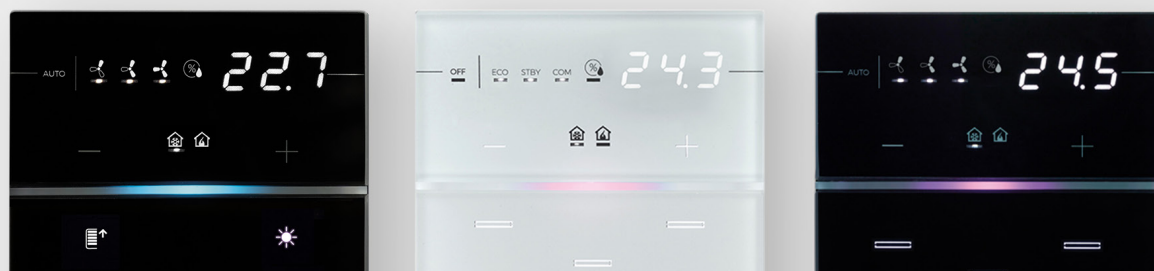 AUTO % 22.7
OFF ECO STBY COM % 24.3
AUTO % 24.5